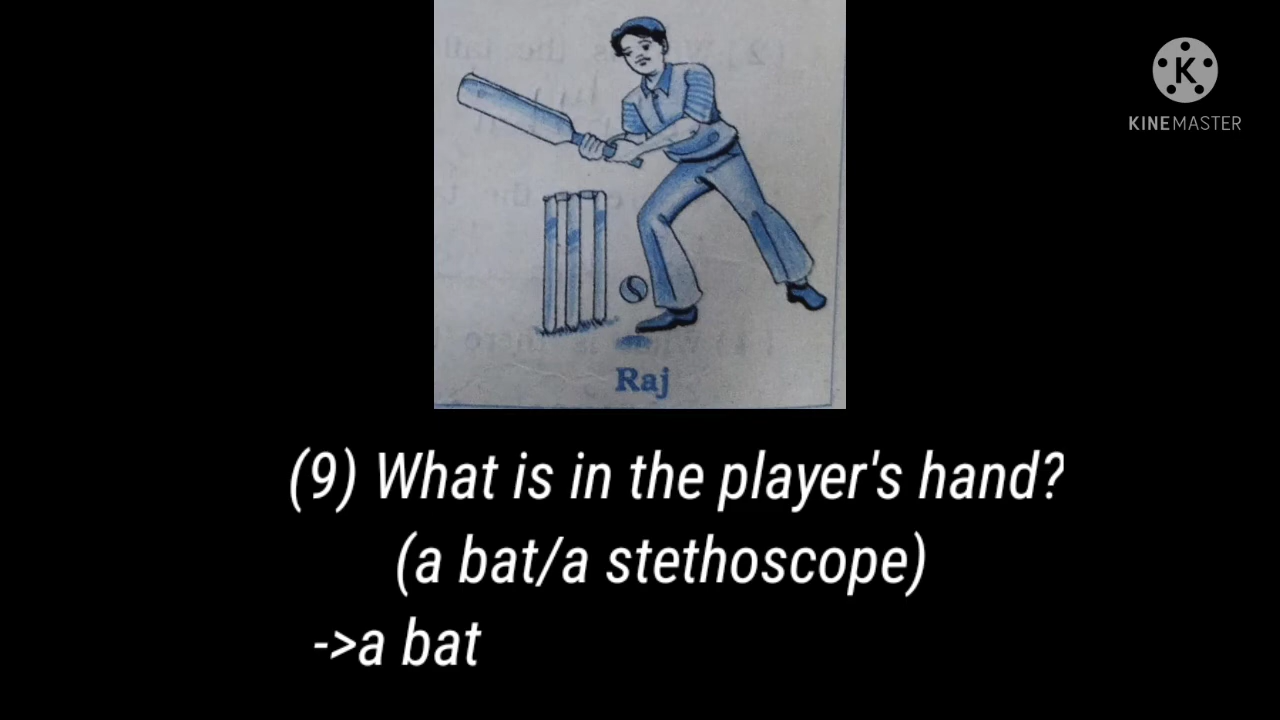 KINEMASTER
Raj
(9) What is in the player's hand?
(a bat/a stethoscope)
->a bat